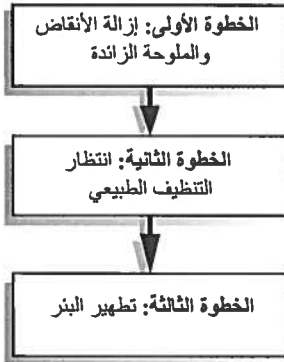 الخطوة الأولى: إزالة الأنقاض
والملوحة الزائدة
الخطوة الثانية: انتظار
التنظيف الطبيعي
الخطوة الثالثة: تطهير البئر